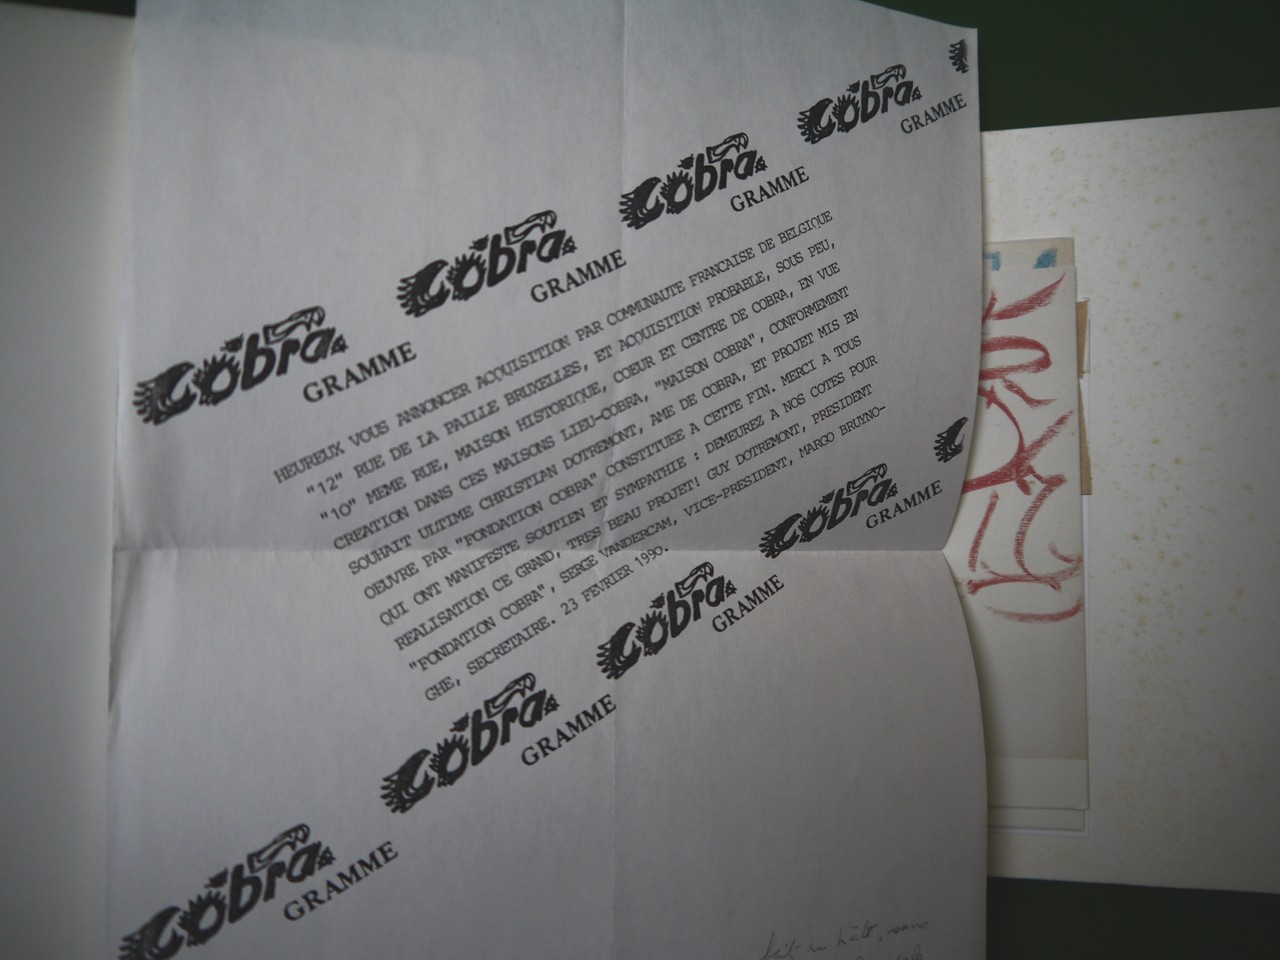 Cobra GRAMME Cobra GRAMME Cobra GRAMME Cobra GRAMME
HEUREUX VOUS ANNONCER ACQUISITION PAR COMMUNAUTE FRANCAISE DE BELGIQUE
"12" RUE DE LA PAILLE BRUXELLES, ET ACQUISITION PROBABLE, SOUS PEU,
"10" MEME RUE, MAISON HISTORIQUE, COEUR ET CENTRE DE COBRA, EN VUE
CREATION DANS CES MAISONS LIEU-COBRA, "MAISON COBRA", CONFORMEMENT
SOUHAIT ULTIME CHRISTIAN DOTREMONT, AME DE COBRA, ET PROJET MIS EN
OEUVRE PAR "FONDATION COBRA" CONSTITUEE A CETTE FIN. MERCI A TOUS
QUI ONT MANIFESTE SOUTIEN ET SYMPATHIE : DEMEUREZ A NOS COTES POUR
REALISATION CE GRAND, TRES BEAU PROJET! GUY DOTREMONT, PRESIDENT
"FONDATION COBRA", SERGE VANDERCAM, VICE-PRESIDENT, MARGO BRUYNO-
GHE, SECRETAIRE. 23 FEVRIER 1990.
Cobra GRAMME Cobra GRAMME Cobra GRAMME Cobra GRAMME
fait en hâte, sans